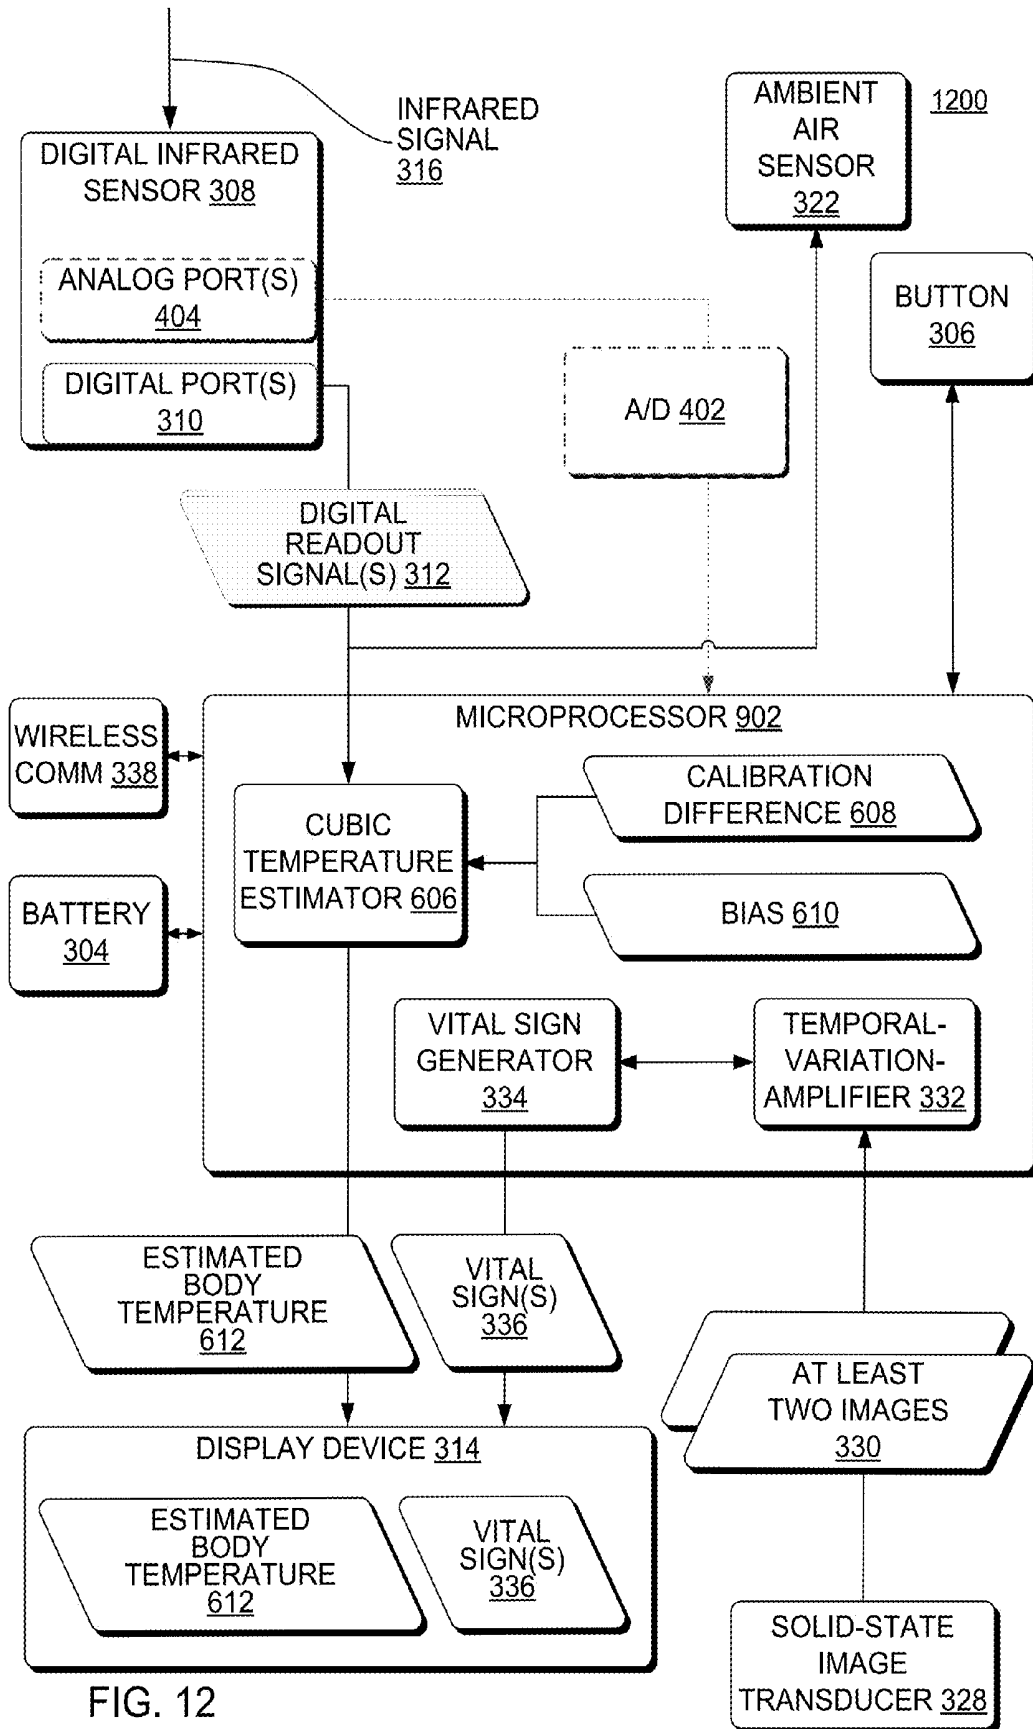 INFRARED
SIGNAL
316
AMBIENT
AIR
SENSOR
322
1200
DIGITAL INFRARED
SENSOR 308
ANALOG PORT(S)
404
DIGITAL PORT(S)
310
BUTTON
306
A/D 402
DIGITAL
READOUT
SIGNAL(S) 312
MICROPROCESSOR 902
WIRELESS
COMM 338
BATTERY
304
CUBIC
TEMPERATURE
ESTIMATOR 606
CALIBRATION
DIFFERENCE 608
BIAS 610
VITAL SIGN
GENERATOR
334
TEMPORAL-
VARIATION-
AMPLIFIER 332
ESTIMATED
BODY
TEMPERATURE
612
VITAL
SIGN(S)
336
AT LEAST
TWO IMAGES
330
DISPLAY DEVICE 314
ESTIMATED
BODY
TEMPERATURE
612
VITAL
SIGN(S)
336
SOLID-STATE
IMAGE
TRANSDUCER 328
FIG. 12